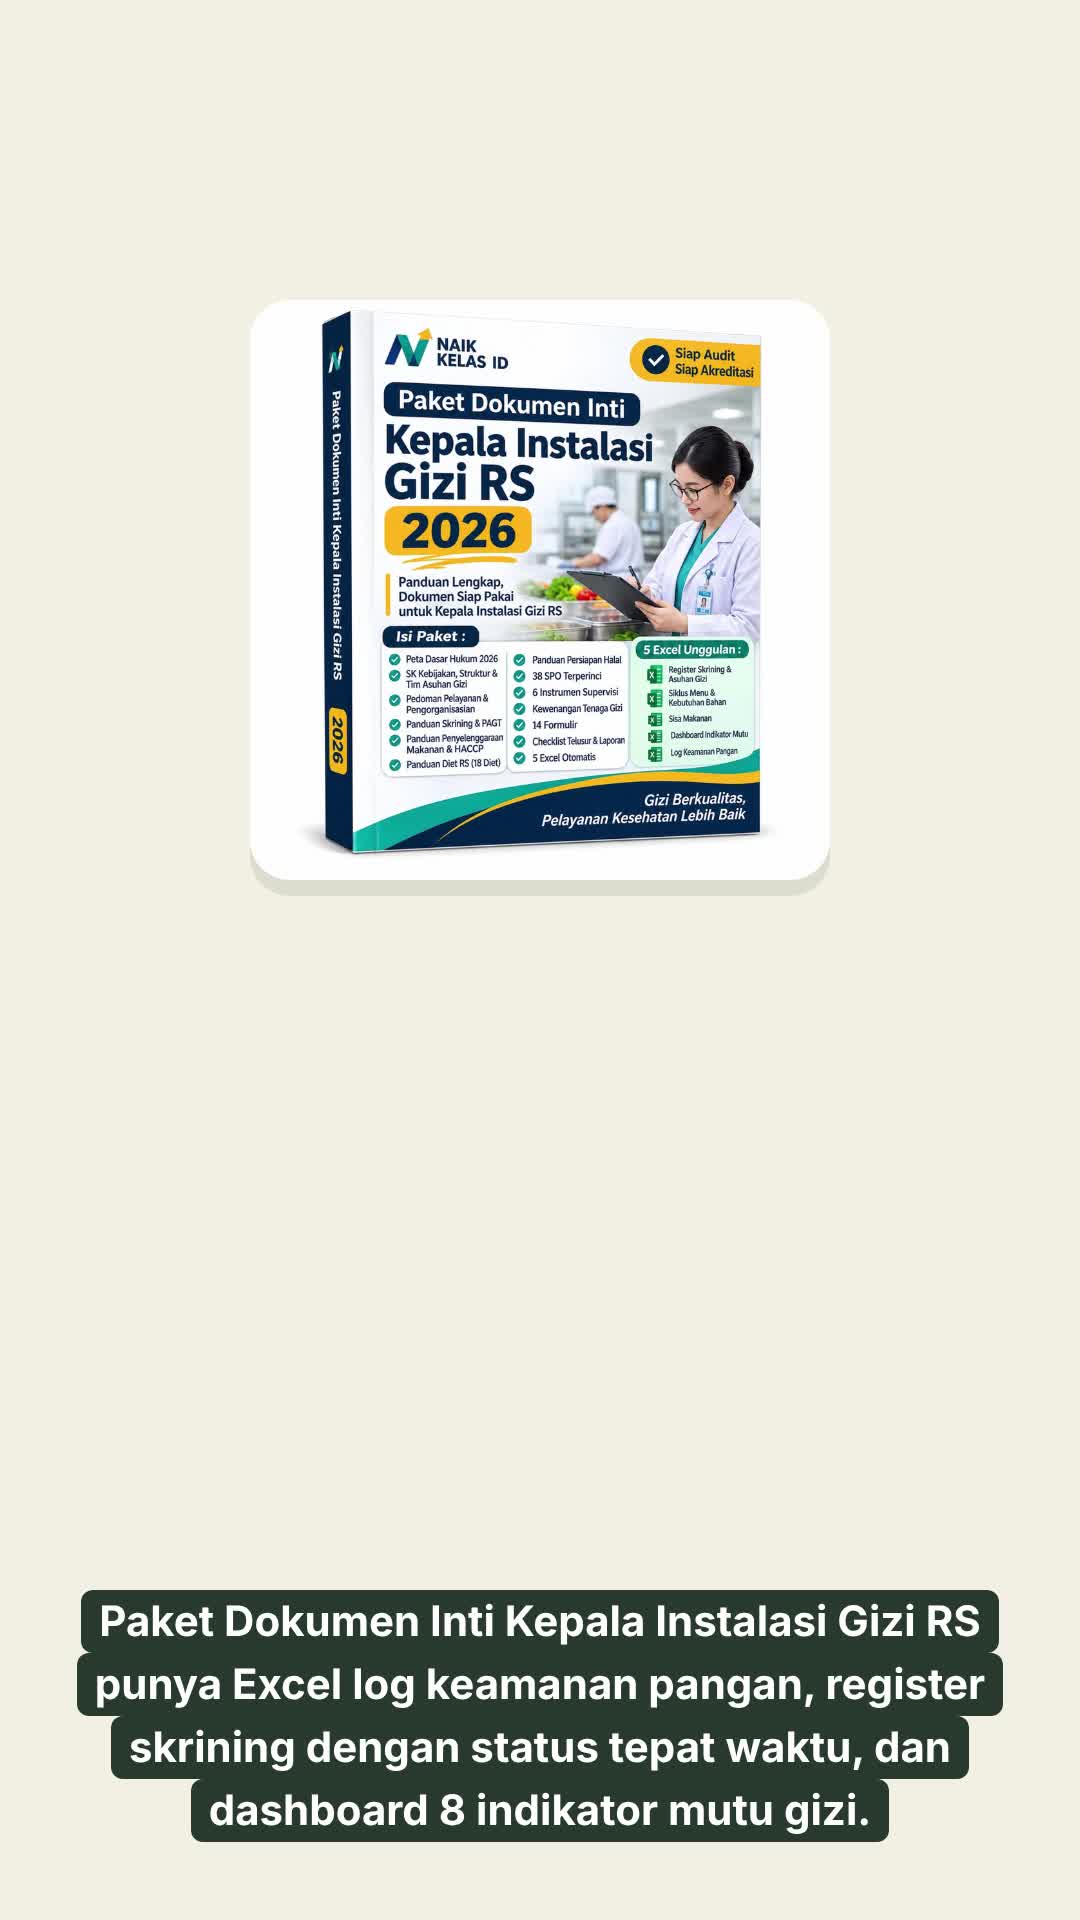 NAIK
KELAS ID
Siap Audit
Siap Akreditasi
Paket Dokumen Inti
Kepala Instalasi
Gizi RS
2026
Panduan Lengkap,
Dokumen Siap Pakai
untuk Kepala Instalasi Gizi RS
Isi Paket :
Peta Dasar Hukum 2026
SK Kebijakan, Struktur &
Tim Asuhan Gizi
Pedoman Pelayanan &
Pengorganisasian
Panduan Skrining & PAGT
Panduan Penyelenggaraan
Makanan & HACCP
Panduan Diet RS (18 Diet)
Panduan Persiapan Halal
38 SPO Terperinci
6 Instrumen Supervisi
Kewenangan Tenaga Gizi
14 Formulir
Checklist Telusur & Laporan
5 Excel Otomatis
5 Excel Unggulan :
Register Skrining &
Asuhan Gizi
Siklus Menu &
Kebutuhan Bahan
Sisa Makanan
Dashboard Indikator Mutu
Log Keamanan Pangan
Gizi Berkualitas,
Pelayanan Kesehatan Lebih Baik
Paket Dokumen Inti Kepala Instalasi Gizi RS
2026
Paket Dokumen Inti Kepala Instalasi Gizi RS
punya Excel log keamanan pangan, register
skrining dengan status tepat waktu, dan
dashboard 8 indikator mutu gizi.